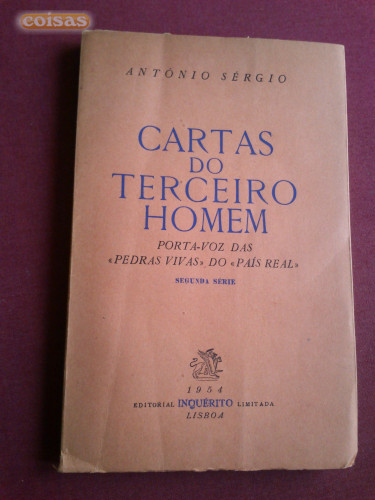 coisas
ANTÓNIO SÉRGIO
CARTAS
DO
TERCEIRO
HOMEM
PORTA-VOZ DAS
«PEDRAS VIVAS» DO «PAÍS REAL»
SEGUNDA SÉRIE
1954
EDITORIAL INQUÉRITO LIMITADA
LISBOA